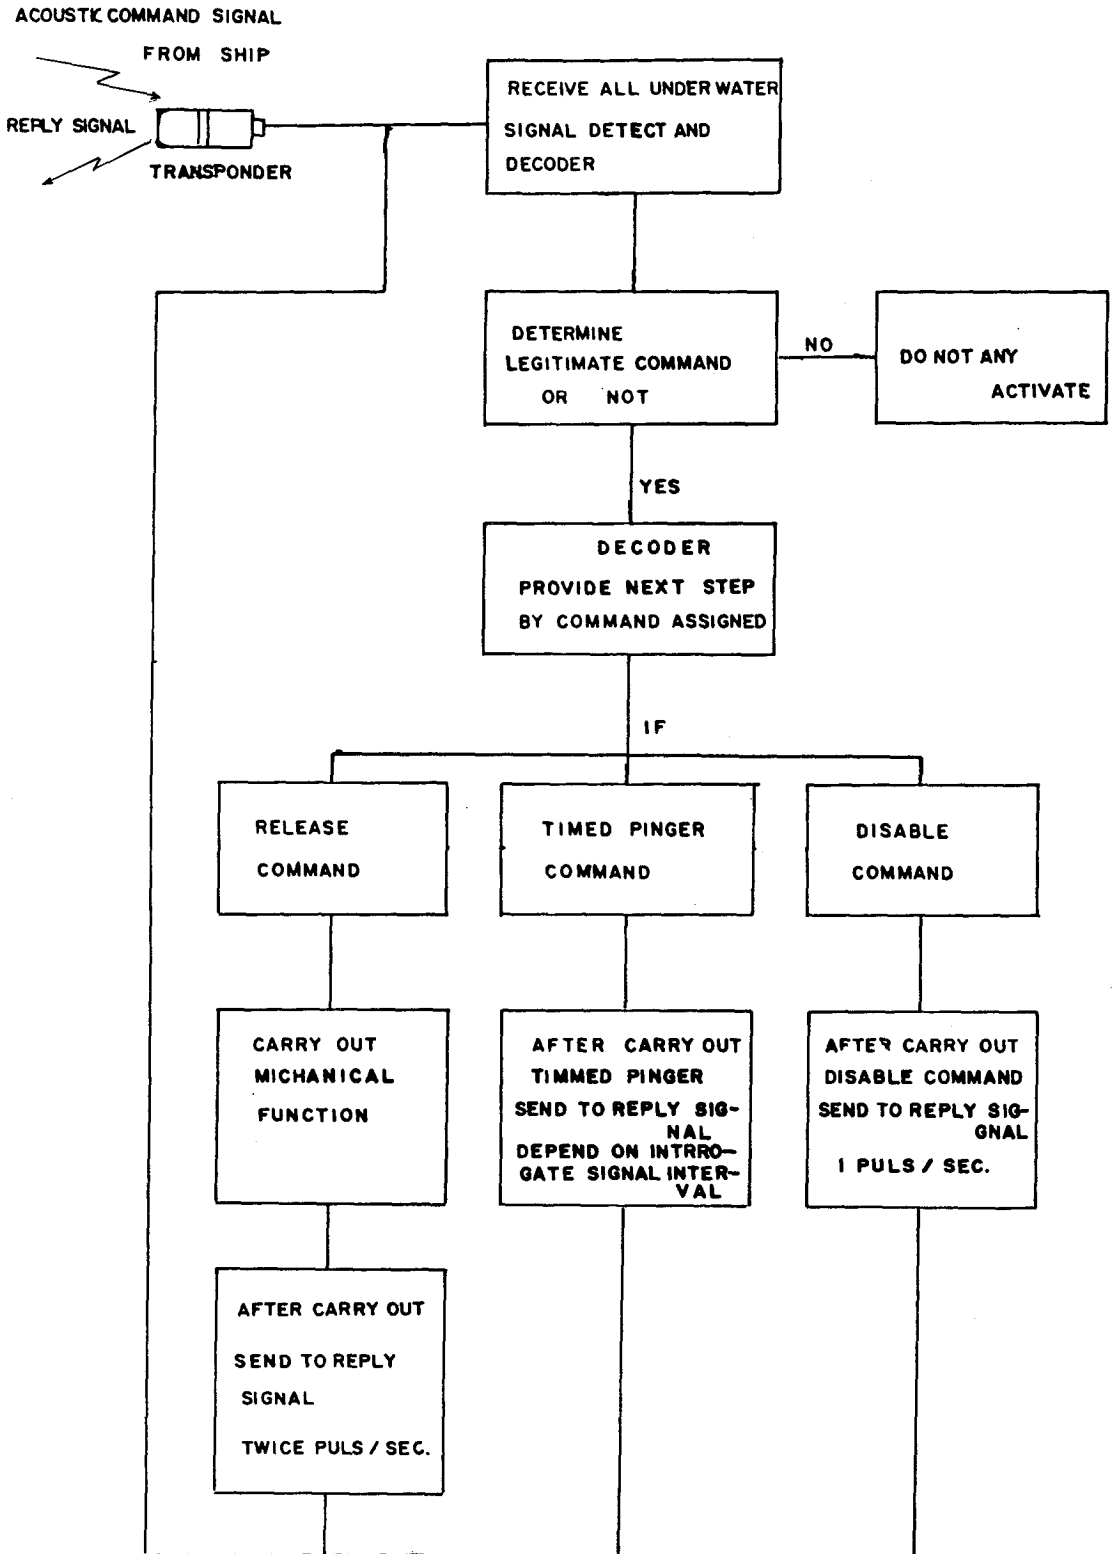 ACOUSTIC COMMAND SIGNAL
FROM SHIP
REPLY SIGNAL
TRANSPONDER
RECEIVE ALL UNDER WATER
SIGNAL DETECT AND
DECODER
DETERMINE
LEGITIMATE COMMAND
OR NOT
NO
DO NOT ANY
ACTIVATE
YES
DECODER
PROVIDE NEXT STEP
BY COMMAND ASSIGNED
IF
RELEASE
COMMAND
TIMED PINGER
COMMAND
DISABLE
COMMAND
CARRY OUT
MICHANICAL
FUNCTION
AFTER CARRY OUT
TIMMED PINGER
SEND TO REPLY SIG-
NAL
DEPEND ON INTRRO-
GATE SIGNAL INTER-
VAL
AFTER CARRY OUT
DISABLE COMMAND
SEND TO REPLY SIG-
GNAL
1 PULS / SEC.
AFTER CARRY OUT
SEND TO REPLY
SIGNAL
TWICE PULS / SEC.